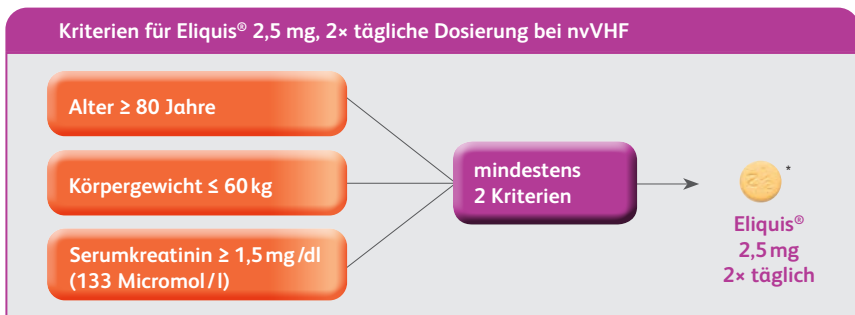 Kriterien für Eliquis® 2,5 mg, 2× tägliche Dosierung bei nvVHF
Alter ≥ 80 Jahre
Körpergewicht ≤ 60 kg
Serumkreatinin ≥ 1,5 mg/dl
(133 Micromol/l)
mindestens
2 Kriterien
*
Eliquis®
2,5 mg
2× täglich